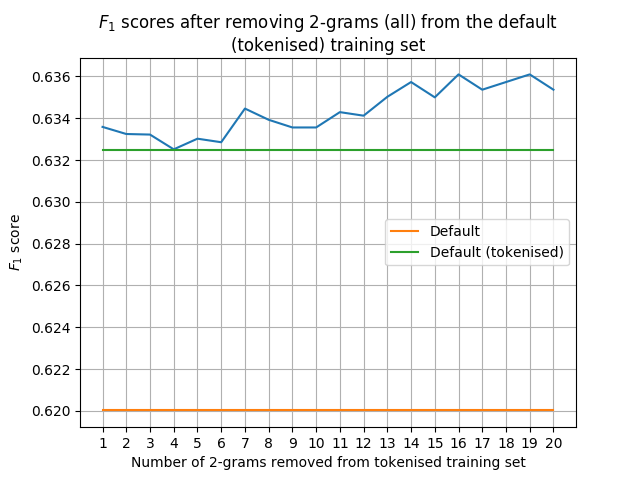 F₁ scores after removing 2-grams (all) from the default
(tokenised) training set
0.636
0.634
0.632
0.630
0.628
0.626
0.624
0.622
0.620
F₁ score
Default
Default (tokenised)
1 2 3 4 5 6 7 8 9 10 11 12 13 14 15 16 17 18 19 20
Number of 2-grams removed from tokenised training set